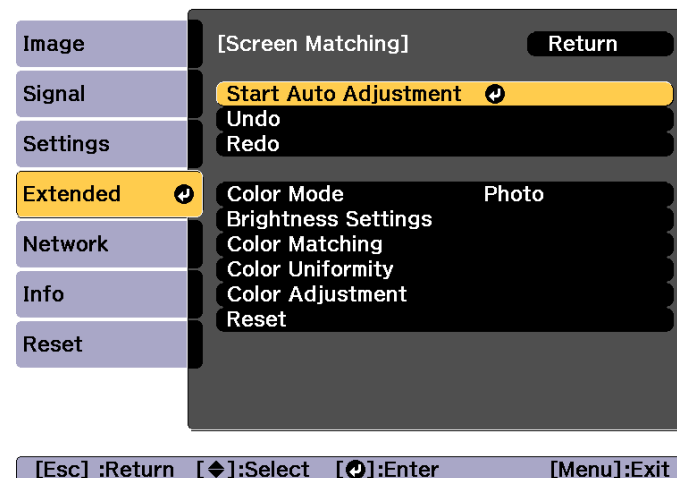 Image
Signal
Settings
Extended
Network
Info
Reset
[Screen Matching] Return
Start Auto Adjustment
Undo
Redo
Color Mode Photo
Brightness Settings
Color Matching
Color Uniformity
Color Adjustment
Reset
[Esc] :Return [◆]:Select [↵]:Enter [Menu]:Exit